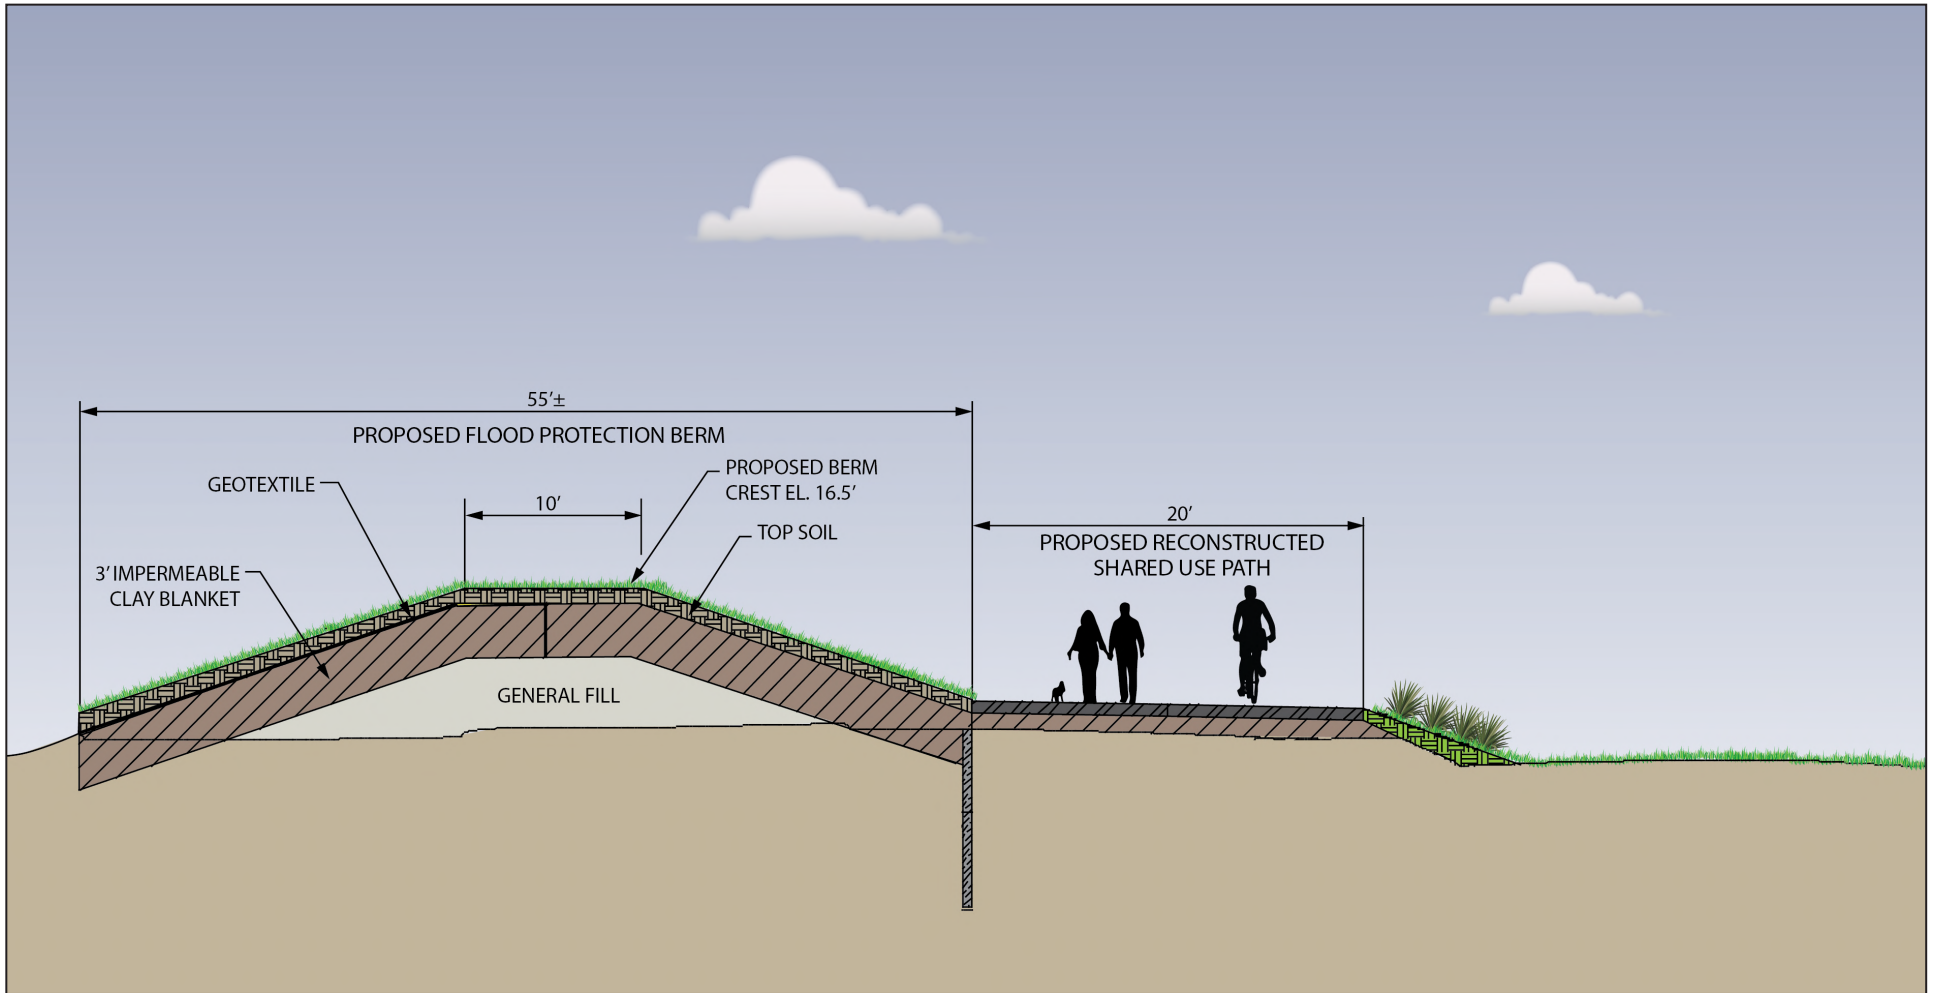 55'±
PROPOSED FLOOD PROTECTION BERM
GEOTEXTILE
10'
PROPOSED BERM
CREST EL. 16.5'
TOP SOIL
3' IMPERMEABLE
CLAY BLANKET
GENERAL FILL
20'
PROPOSED RECONSTRUCTED
SHARED USE PATH